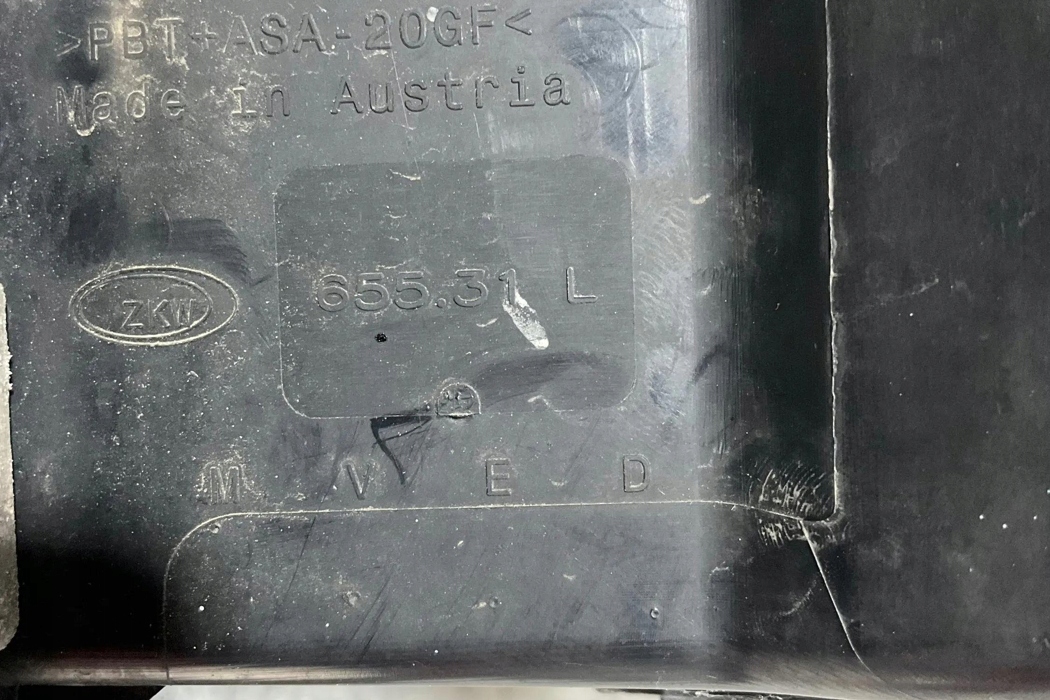 >PBT+ASA-20GF<
Made in Austria
655.31 L
ZKW
M V E D